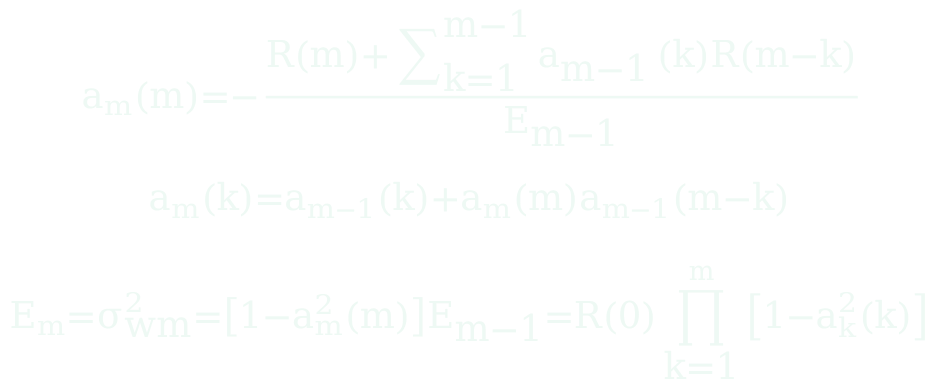 a_m(m)=−(R(m)+∑_{k=1}^{m−1} a_{m−1}(k)R(m−k))/E_{m−1}
a_m(k)=a_{m−1}(k)+a_m(m)a_{m−1}(m−k)
E_m=σ²_{wm}=[1−a²_m(m)]E_{m−1}=R(0)∏_{k=1}^{m}[1−a²_k(k)]